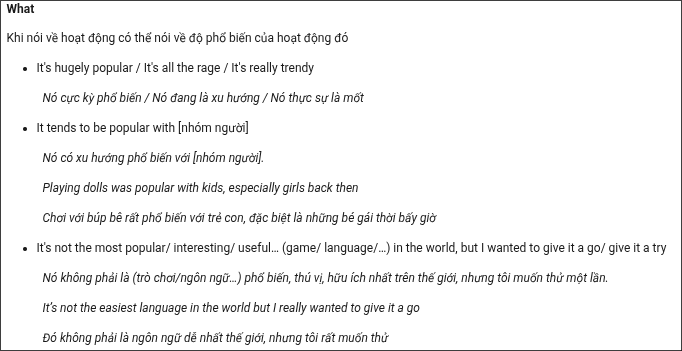 What
Khi nói về hoạt động có thể nói về độ phổ biến của hoạt động đó
It's hugely popular / It's all the rage / It's really trendy
Nó cực kỳ phổ biến / Nó đang là xu hướng / Nó thực sự là mốt
It tends to be popular with [nhóm người]
Nó có xu hướng phổ biến với [nhóm người].
Playing dolls was popular with kids, especially girls back then
Chơi với búp bê rất phổ biến với trẻ con, đặc biệt là những bé gái thời bấy giờ
It's not the most popular/ interesting/ useful… (game/ language/…) in the world, but I wanted to give it a go/ give it a try
Nó không phải là (trò chơi/ngôn ngữ…) phổ biến, thú vị, hữu ích nhất trên thế giới, nhưng tôi muốn thử một lần.
It’s not the easiest language in the world but I really wanted to give it a go
Đó không phải là ngôn ngữ dễ nhất thế giới, nhưng tôi rất muốn thử